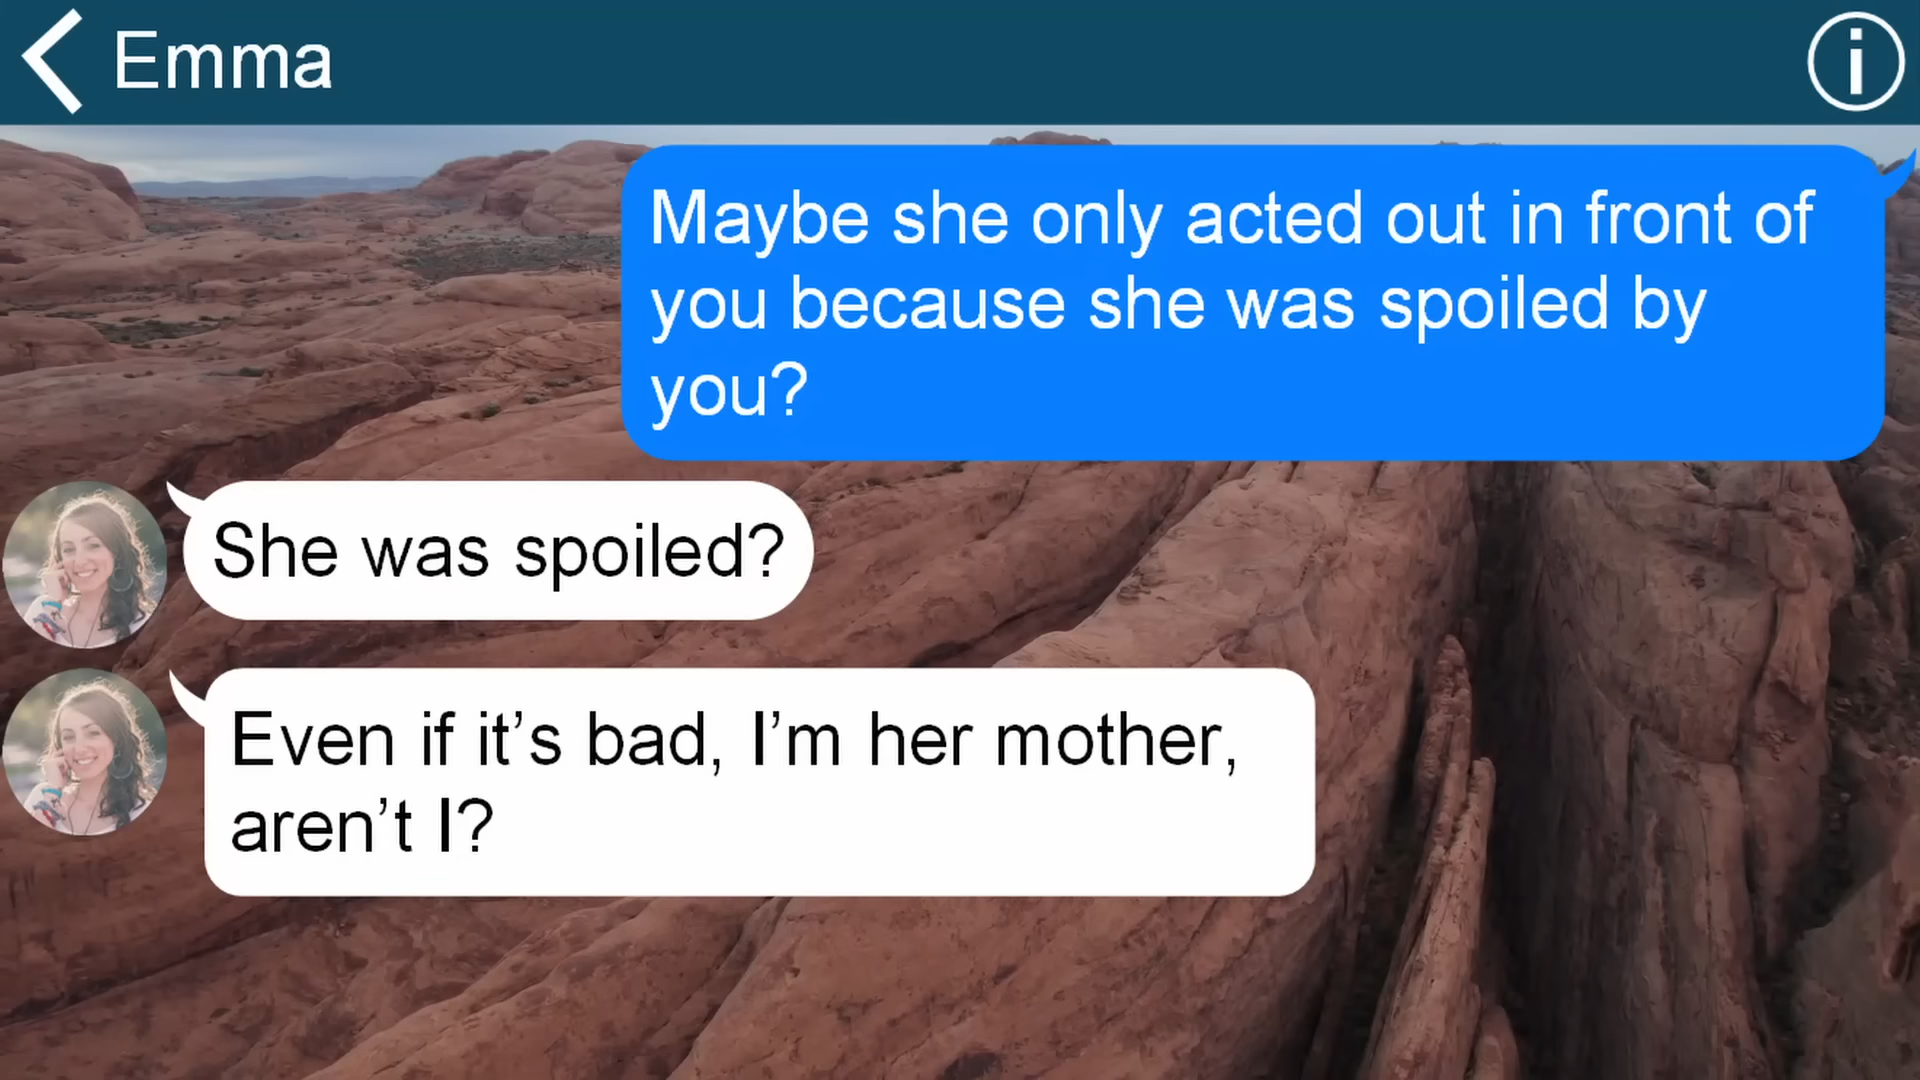 Emma
Maybe she only acted out in front of
you because she was spoiled by
you?
She was spoiled?
Even if it’s bad, I’m her mother,
aren’t I?